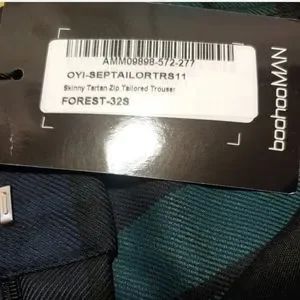 AMM09898-572-277
OYI-SEPTAILORTRS11
Skinny Tartan Zip Tailored Trouser
FOREST-32S
boohooMAN